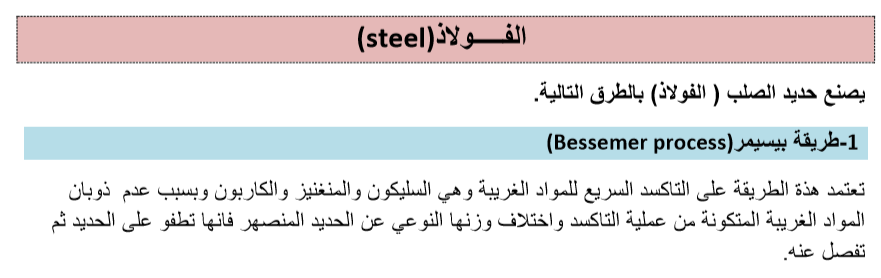 الفــــولاذ(steel)
يصنع حديد الصلب ( الفولاذ) بالطرق التالية.
1-طريقة بيسيمر(Bessemer process)
تعتمد هذة الطريقة على التاكسد السريع للمواد الغريبة وهي السليكون والمنغنيز والكاربون وبسبب عدم ذوبان
المواد الغريبة المتكونة من عملية التاكسد واختلاف وزنها النوعي عن الحديد المنصهر فانها تطفو على الحديد ثم
تفصل عنه.